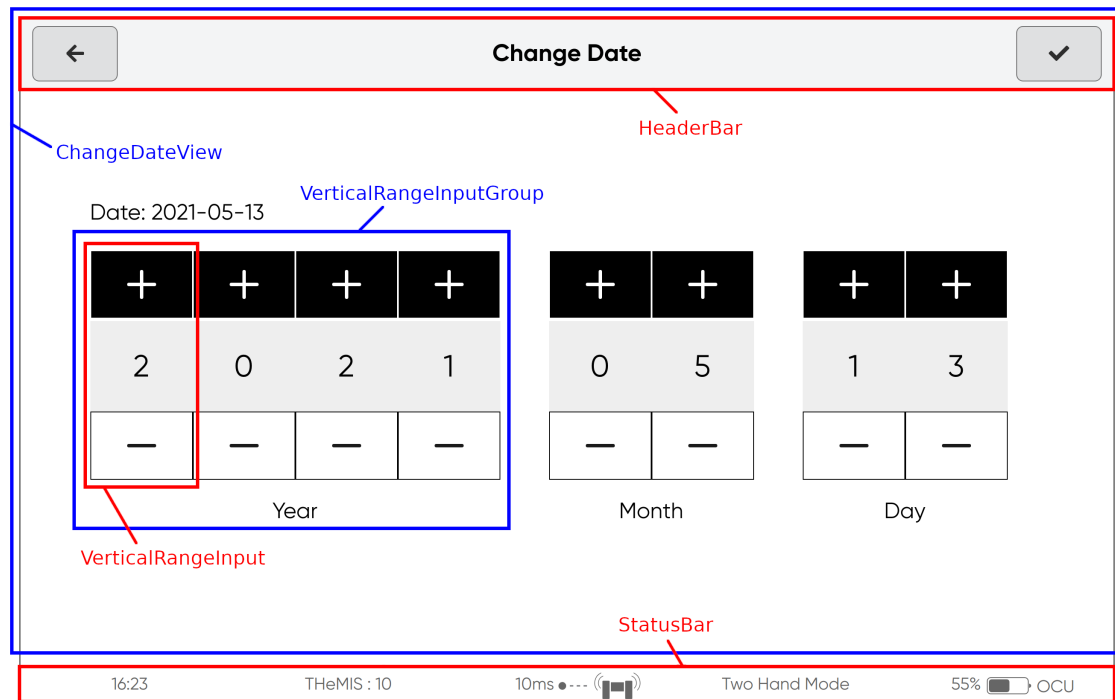 Change Date
HeaderBar
ChangeDateView
VerticalRangeInputGroup
Date: 2021-05-13
+ + + + + + + +
2 0 2 1 0 5 1 3
— — — — — — — —
Year Month Day
VerticalRangeInput
StatusBar
16:23 THeMIS : 10 10ms Two Hand Mode 55% OCU